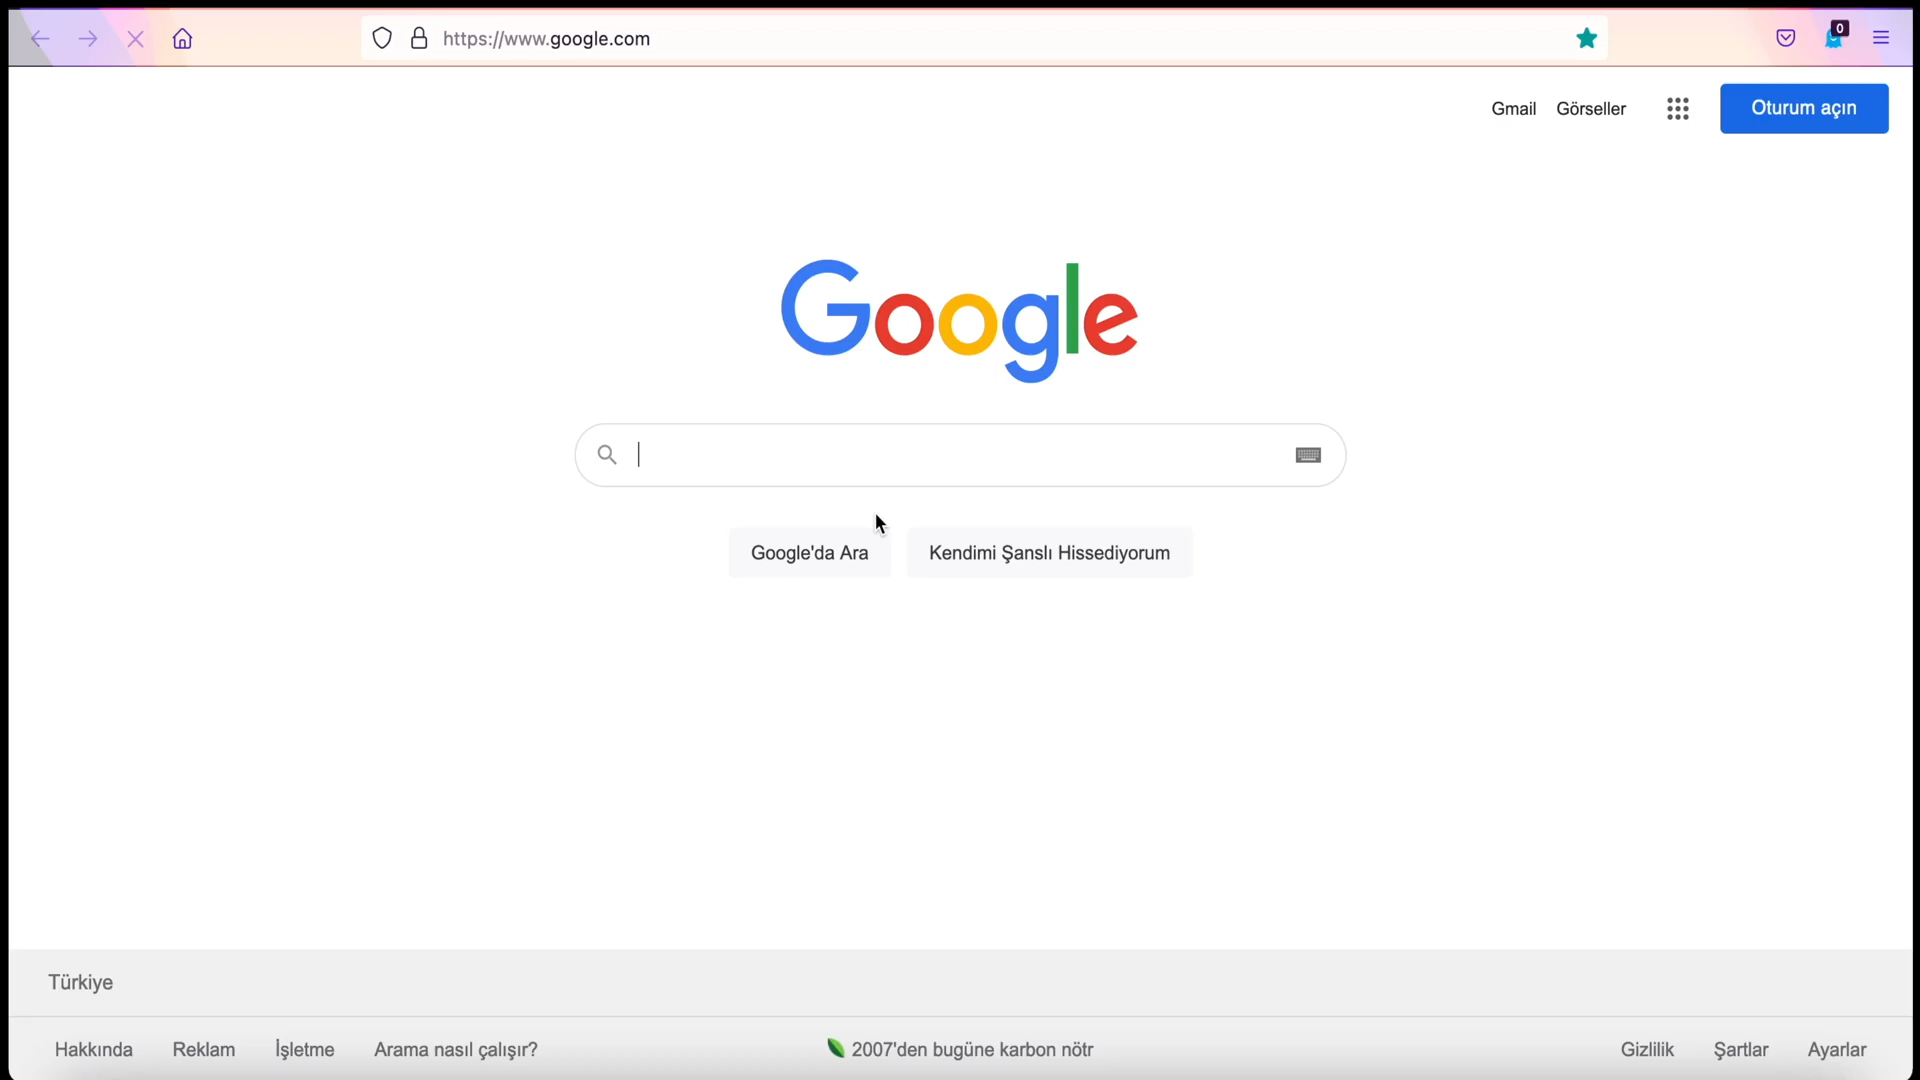 https://www.google.com
0
Gmail Görseller
Oturum açın
Google
Google'da Ara
Kendimi Şanslı Hissediyorum
Türkiye
Hakkında Reklam İşletme Arama nasıl çalışır?
2007'den bugüne karbon nötr
Gizlilik Şartlar Ayarlar